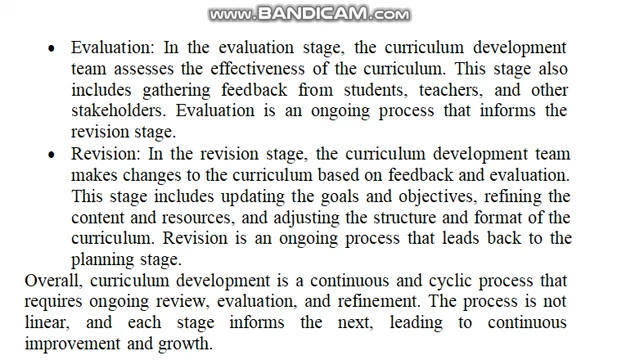 www.BANDICAM.com
• Evaluation: In the evaluation stage, the curriculum development
team assesses the effectiveness of the curriculum. This stage also
includes gathering feedback from students, teachers, and other
stakeholders. Evaluation is an ongoing process that informs the
revision stage.
• Revision: In the revision stage, the curriculum development team
makes changes to the curriculum based on feedback and evaluation.
This stage includes updating the goals and objectives, refining the
content and resources, and adjusting the structure and format of the
curriculum. Revision is an ongoing process that leads back to the
planning stage.
Overall, curriculum development is a continuous and cyclic process that
requires ongoing review, evaluation, and refinement. The process is not
linear, and each stage informs the next, leading to continuous
improvement and growth.